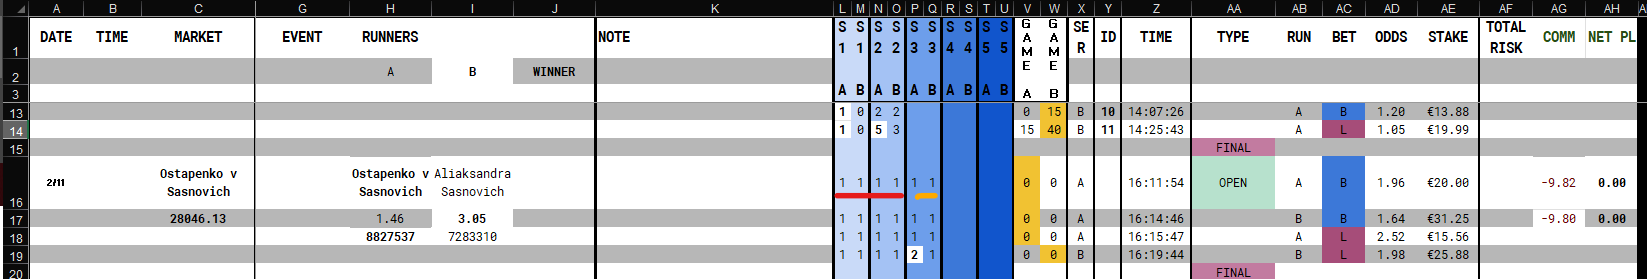 A B C G H I J K L M N O P Q R S T U V W X Y Z AA AB AC AD AE AF AG AH
1 DATE TIME MARKET EVENT RUNNERS NOTE S 1 S 1 S 2 S 2 S 3 S 3 S 4 S 4 S 5 S 5 GAME GAME SER ID TIME TYPE RUN BET ODDS STAKE TOTAL RISK COMM NET PL
2 A B WINNER
3 A B A B A B A B A B A B
13 1 0 2 2 0 15 B 10 14:07:26 A B 1.20 €13.88
14 1 0 5 3 15 40 B 11 14:25:43 A L 1.05 €19.99
15 FINAL
16 2/11 Ostapenko v Sasnovich Ostapenko v Sasnovich Aliaksandra Sasnovich 1 1 1 1 1 1 0 0 A 16:11:54 OPEN A B 1.96 €20.00 -9.82 0.00
17 28046.13 1.46 3.05 1 1 1 1 1 1 0 0 A 16:14:46 B B 1.64 €31.25 -9.80 0.00
18 8827537 7283310 1 1 1 1 1 1 0 0 A 16:15:47 A L 2.52 €15.56
19 1 1 1 1 2 1 0 0 B 16:19:44 B L 1.98 €25.88
20 FINAL